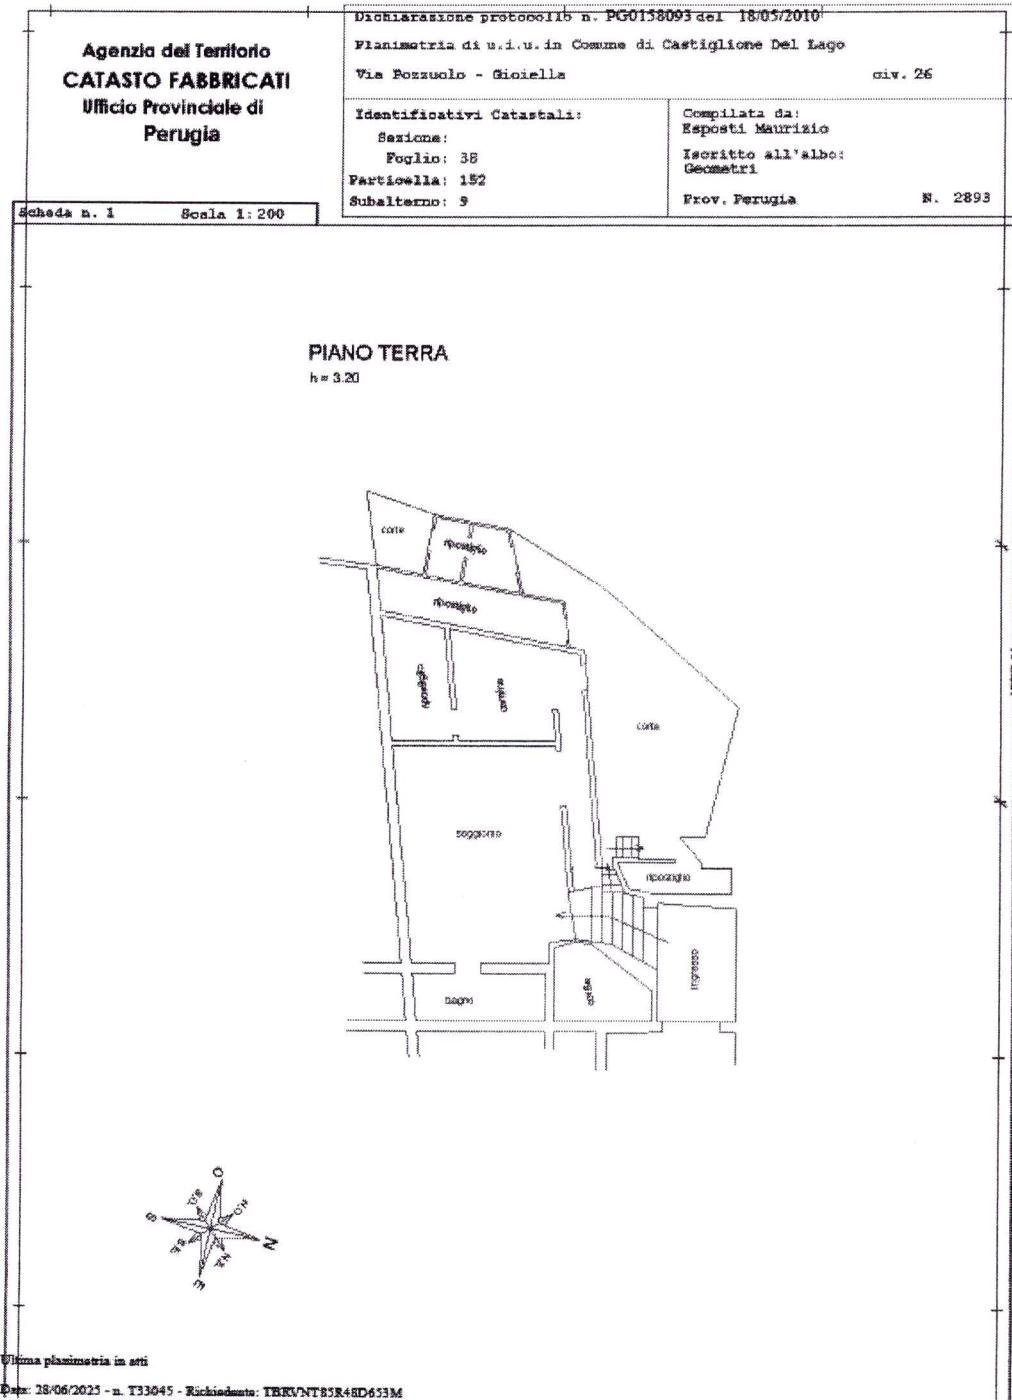 Agenzia del Territorio
CATASTO FABBRICATI
Ufficio Provinciale di
Perugia
Dichiarazione protocollo n. PG0158093 del 18/05/2010
Planimetria di u.i.u. in Comune di Castiglione Del Lago
Via Pozzuolo - Gioiella civ. 26
Identificativi Catastali:
Sezione:
Foglio: 38
Particella: 152
Subalterno: 9
Compilata da:
Esposti Maurizio
Iscritto all'albo:
Geometri
Prov. Perugia N. 2893
Scheda n. 1 Scala 1:200
PIANO TERRA
h = 3.20
corte
ripostiglio
ripostiglio
ripostiglio
cucina
corte
soggiorno
ripostiglio
bagno
ingresso
O
S
N
E
Ultima planimetria in atti
Data: 28/06/2025 - n. T33045 - Richiedente: TBRVNT85R48D653M